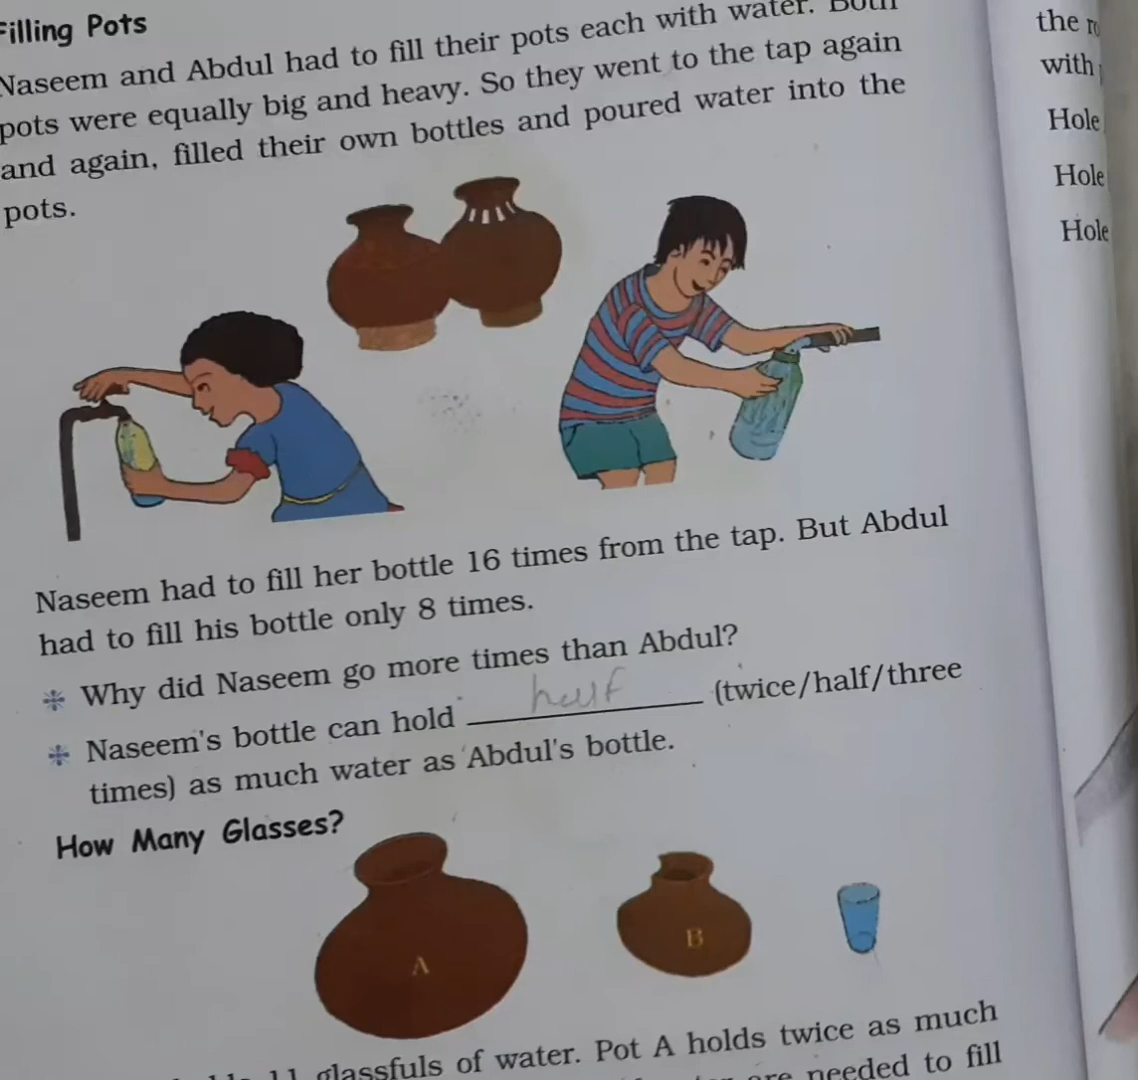 Filling Pots
Naseem and Abdul had to fill their pots each with water. Both
pots were equally big and heavy. So they went to the tap again
and again, filled their own bottles and poured water into the
pots.
Naseem had to fill her bottle 16 times from the tap. But Abdul
had to fill his bottle only 8 times.
Why did Naseem go more times than Abdul?
Naseem's bottle can hold half (twice/half/three
times) as much water as Abdul's bottle.
How Many Glasses?
A
B
11 glassfuls of water. Pot A holds twice as much
are needed to fill
the
with
Hole
Hole
Hole